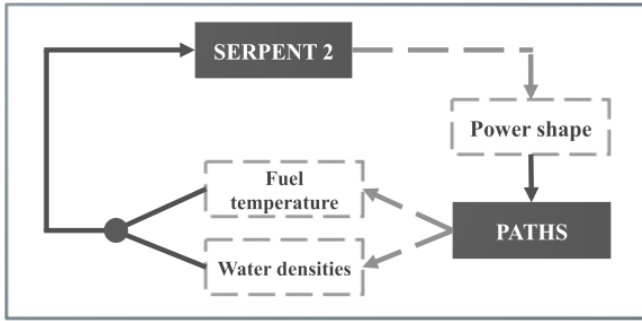 SERPENT 2
Power shape
Fuel
temperature
PATHS
Water densities